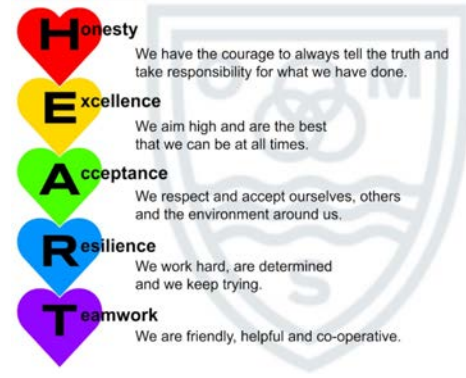 Honesty
We have the courage to always tell the truth and
take responsibility for what we have done.
Excellence
We aim high and are the best
that we can be at all times.
Acceptance
We respect and accept ourselves, others
and the environment around us.
Resilience
We work hard, are determined
and we keep trying.
Teamwork
We are friendly, helpful and co-operative.
C M
S